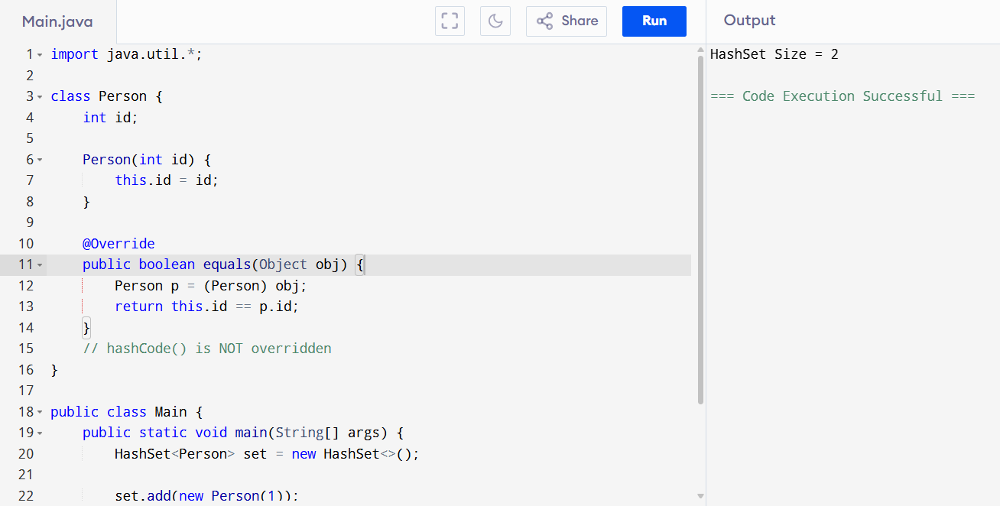 Main.java
Share
Run
Output
1 import java.util.*;
2
3 class Person {
4 int id;
5
6 Person(int id) {
7 this.id = id;
8 }
9
10 @Override
11 public boolean equals(Object obj) {
12 Person p = (Person) obj;
13 return this.id == p.id;
14 }
15 // hashCode() is NOT overridden
16 }
17
18 public class Main {
19 public static void main(String[] args) {
20 HashSet<Person> set = new HashSet<>();
21
22 set.add(new Person(1));
HashSet Size = 2
=== Code Execution Successful ===